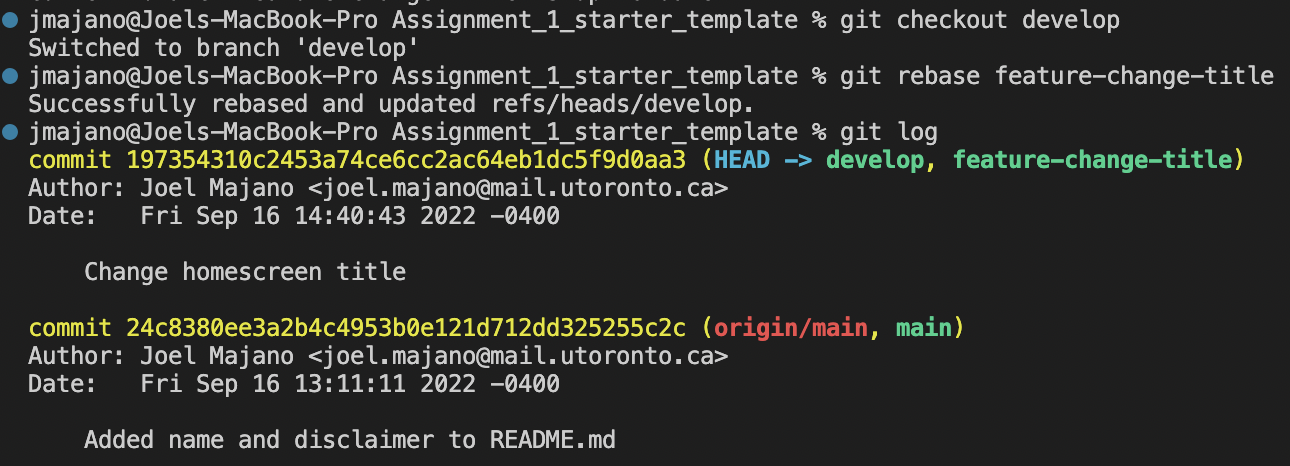 jmajano@Joels-MacBook-Pro Assignment_1_starter_template % git checkout develop
Switched to branch 'develop'
jmajano@Joels-MacBook-Pro Assignment_1_starter_template % git rebase feature-change-title
Successfully rebased and updated refs/heads/develop.
jmajano@Joels-MacBook-Pro Assignment_1_starter_template % git log
commit 197354310c2453a74ce6cc2ac64eb1dc5f9d0aa3 (HEAD -> develop, feature-change-title)
Author: Joel Majano <joel.majano@mail.utoronto.ca>
Date:   Fri Sep 16 14:40:43 2022 -0400
    Change homescreen title
commit 24c8380ee3a2b4c4953b0e121d712dd325255c2c (origin/main, main)
Author: Joel Majano <joel.majano@mail.utoronto.ca>
Date:   Fri Sep 16 13:11:11 2022 -0400
    Added name and disclaimer to README.md